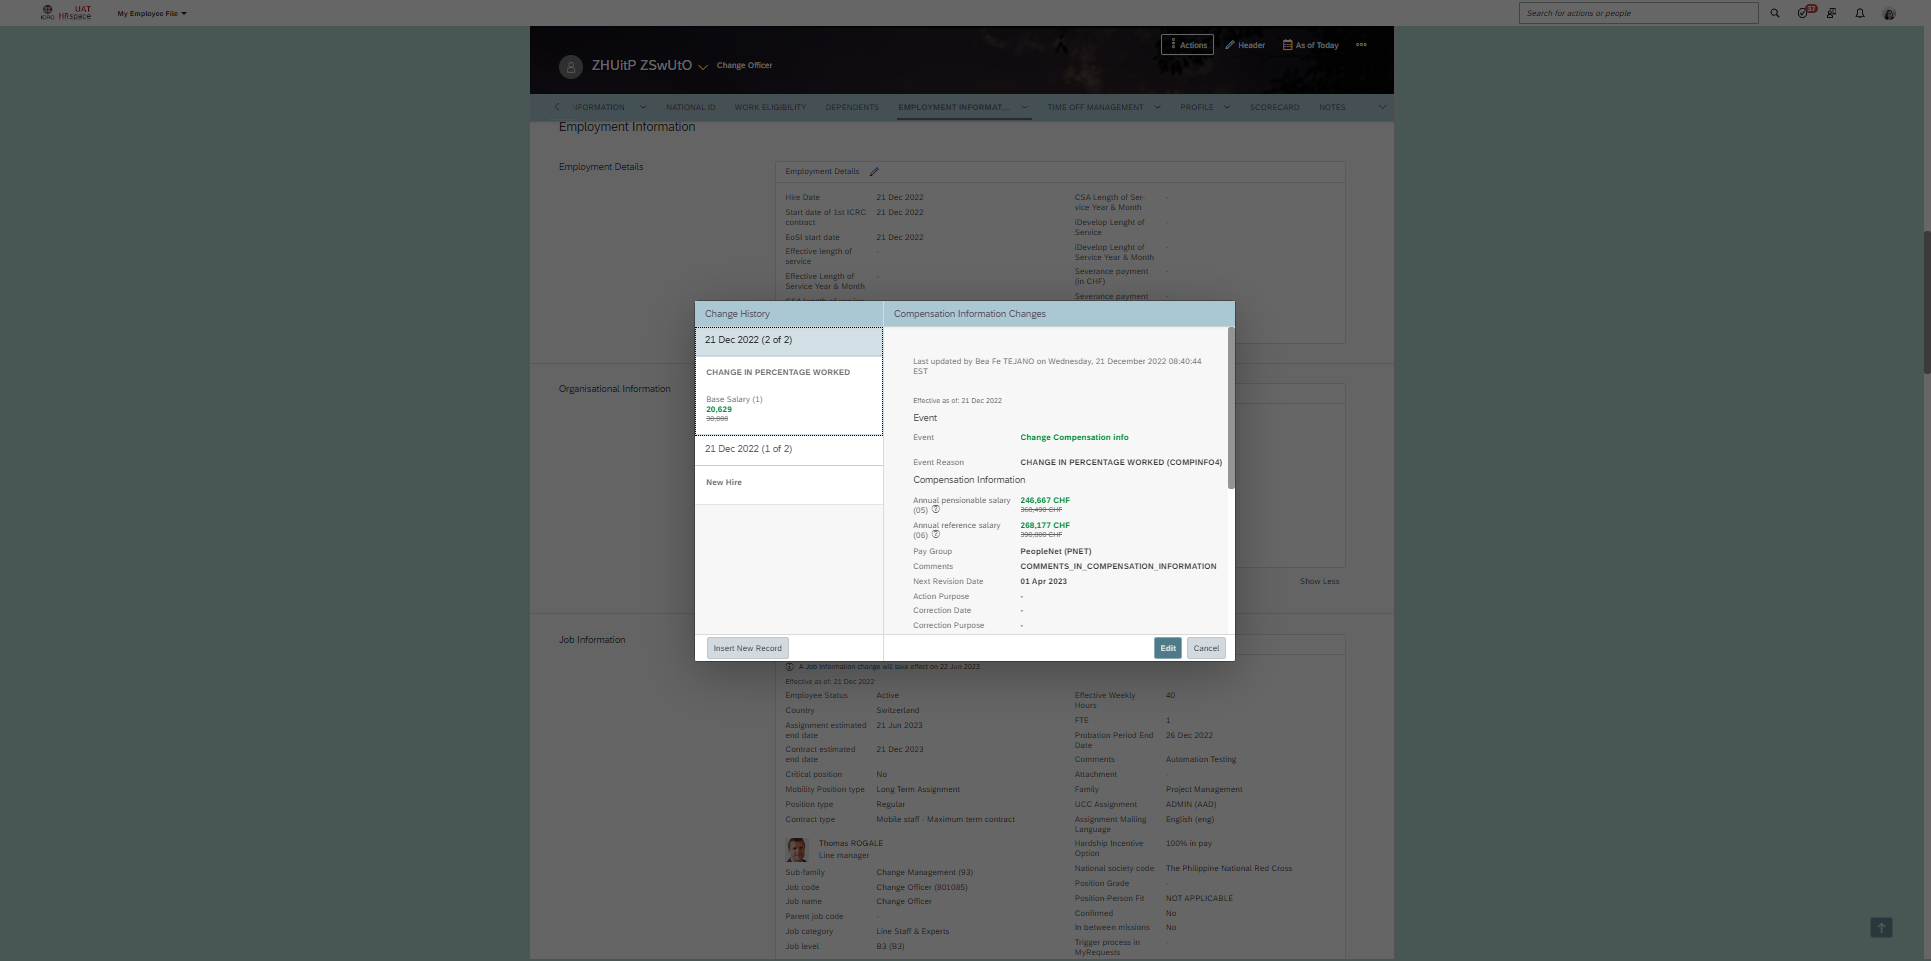 ICRC UAT HRspace
My Employee File
Search for actions or people
37
ZHUitP ZSwUtO
Change Officer
Actions
Header
As of Today
IFORMATION
NATIONAL ID
WORK ELIGIBILITY
DEPENDENTS
EMPLOYMENT INFORMAT...
TIME OFF MANAGEMENT
PROFILE
SCORECARD
NOTES
Employment Information
Employment Details
Employment Details
Hire Date 21 Dec 2022
Start date of 1st ICRC contract 21 Dec 2022
EoSI start date 21 Dec 2022
Effective length of service -
Effective Length of Service Year & Month -
CSA Length of Ser-
vice Year & Month -
iDevelop Lenght of Service -
iDevelop Lenght of Service Year & Month -
Severance payment (in CHF) -
Severance payment
Change History
21 Dec 2022 (2 of 2)
CHANGE IN PERCENTAGE WORKED
Base Salary (1)
20,629
30,000
21 Dec 2022 (1 of 2)
New Hire
Insert New Record
Compensation Information Changes
Last updated by Bea Fe TEJANO on Wednesday, 21 December 2022 08:40:44
EST
Effective as of: 21 Dec 2022
Event
Event Change Compensation info
Event Reason CHANGE IN PERCENTAGE WORKED (COMPINFO4)
Compensation Information
Annual pensionable salary (05) 246,667 CHF
360,490 CHF
Annual reference salary (06) 268,177 CHF
390,000 CHF
Pay Group PeopleNet (PNET)
Comments COMMENTS_IN_COMPENSATION_INFORMATION
Next Revision Date 01 Apr 2023
Action Purpose -
Correction Date -
Correction Purpose -
Edit
Cancel
Organisational Information
Show Less
Job Information
A Job Information change will take effect on 22 Jun 2023
Effective as of: 21 Dec 2022
Employee Status Active
Country Switzerland
Assignment estimated end date 21 Jun 2023
Contract estimated end date 21 Dec 2023
Critical position No
Mobility Position type Long Term Assignment
Position type Regular
Contract type Mobile staff - Maximum term contract
Thomas ROGALE
Line manager
Sub-family Change Management (93)
Job code Change Officer (801085)
Job name Change Officer
Parent job code -
Job category Line Staff & Experts
Job level B3 (B3)
Effective Weekly Hours 40
FTE 1
Probation Period End Date 26 Dec 2022
Comments Automation Testing
Attachment -
Family Project Management
UCC Assignment ADMIN (AAD)
Assignment Mailing Language English (eng)
Hardship Incentive Option 100% in pay
National society code The Philippine National Red Cross
Position Grade -
Position-Person Fit NOT APPLICABLE
Confirmed No
In between missions No
Trigger process in MyRequests -